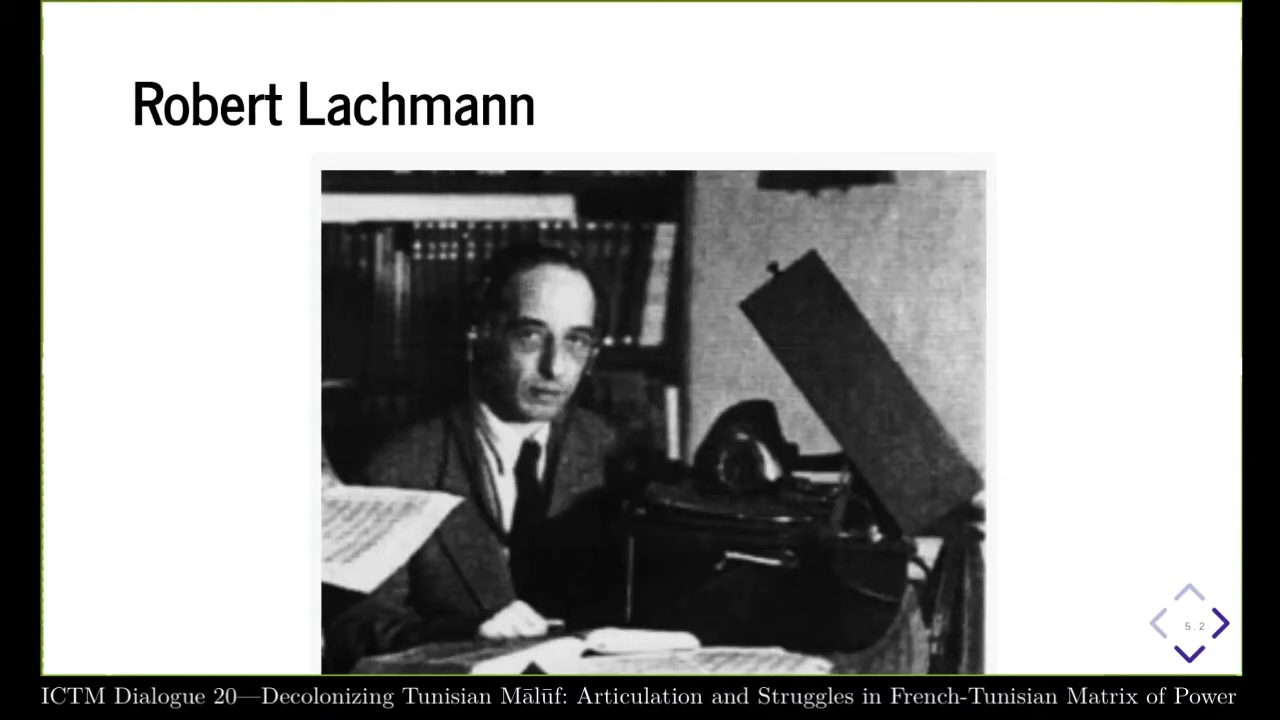 Robert Lachmann
5.2
ICTM Dialogue 20—Decolonizing Tunisian Mālūf: Articulation and Struggles in French-Tunisian Matrix of Power